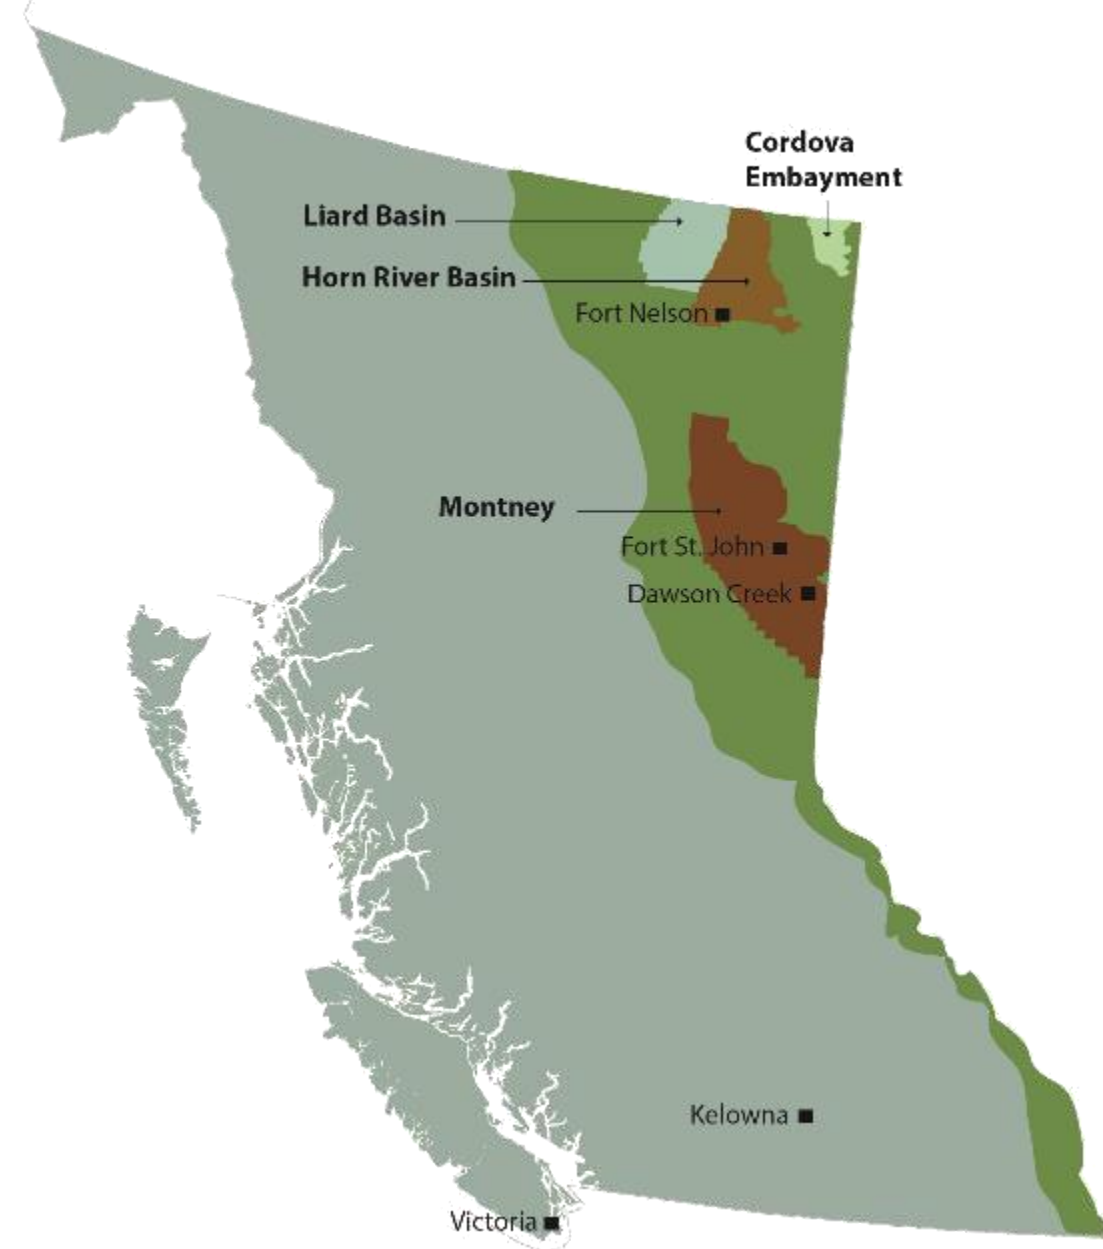 Cordova
Embayment
Liard Basin
Horn River Basin
Fort Nelson
Montney
Fort St. John
Dawson Creek
Kelowna
Victoria